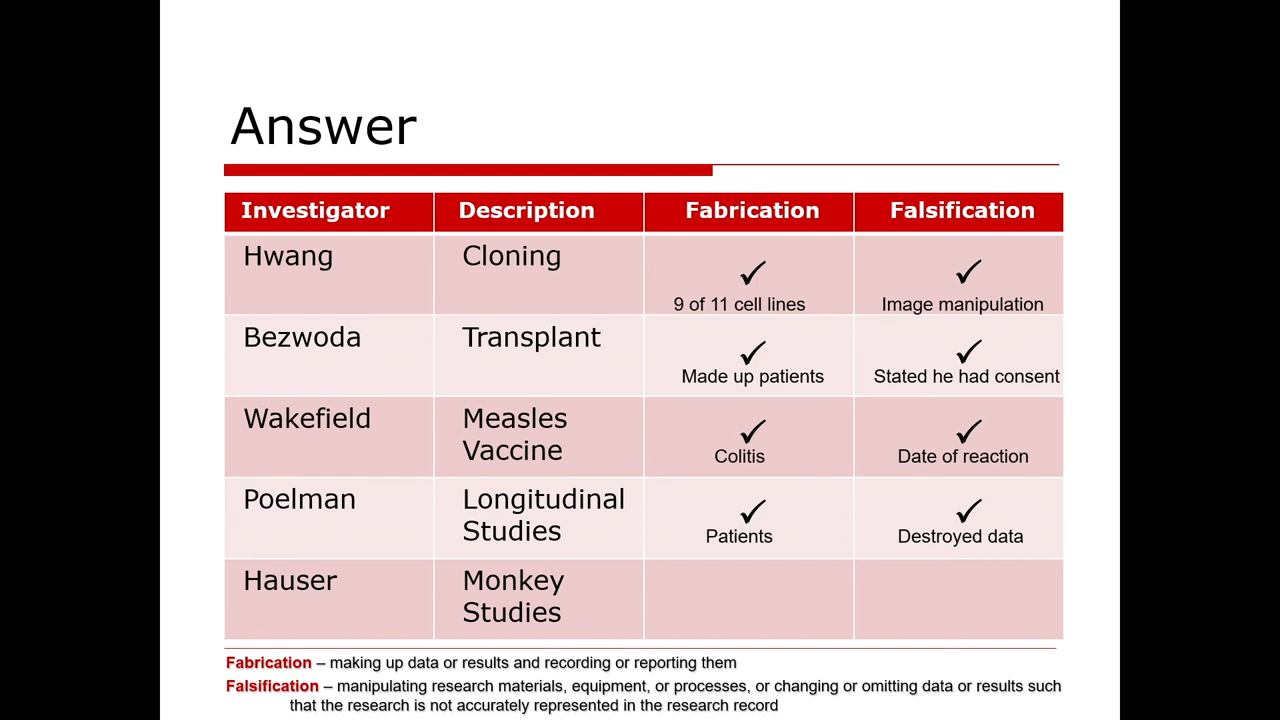 Answer
Investigator Description Fabrication Falsification
Hwang Cloning ✓ ✓
9 of 11 cell lines Image manipulation
Bezwoda Transplant ✓ ✓
Made up patients Stated he had consent
Wakefield Measles ✓ ✓
Vaccine Colitis Date of reaction
Poelman Longitudinal ✓ ✓
Studies Patients Destroyed data
Hauser Monkey
Studies
Fabrication – making up data or results and recording or reporting them
Falsification – manipulating research materials, equipment, or processes, or changing or omitting data or results such
that the research is not accurately represented in the research record